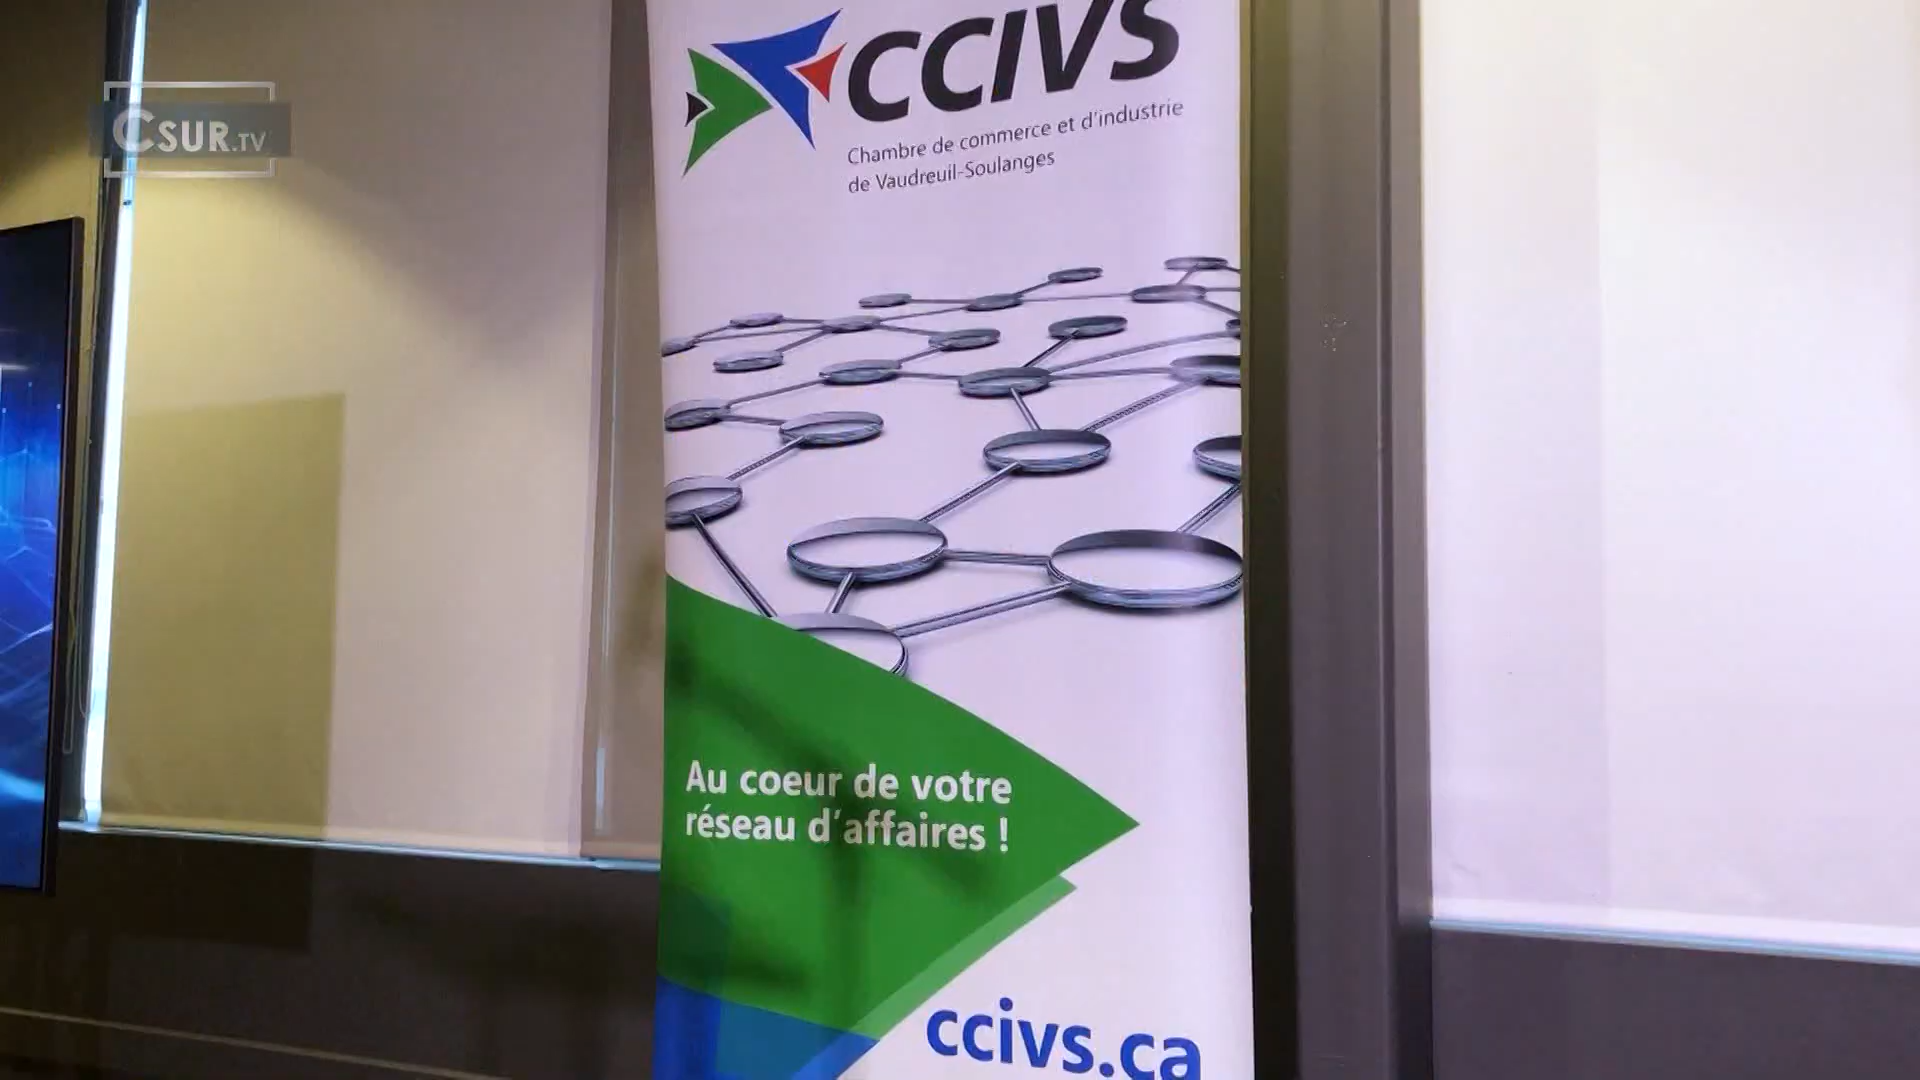 CSUR.TV
CCIVS
Chambre de commerce et d'industrie
de Vaudreuil-Soulanges
Au coeur de votre
réseau d'affaires !
ccivs.ca